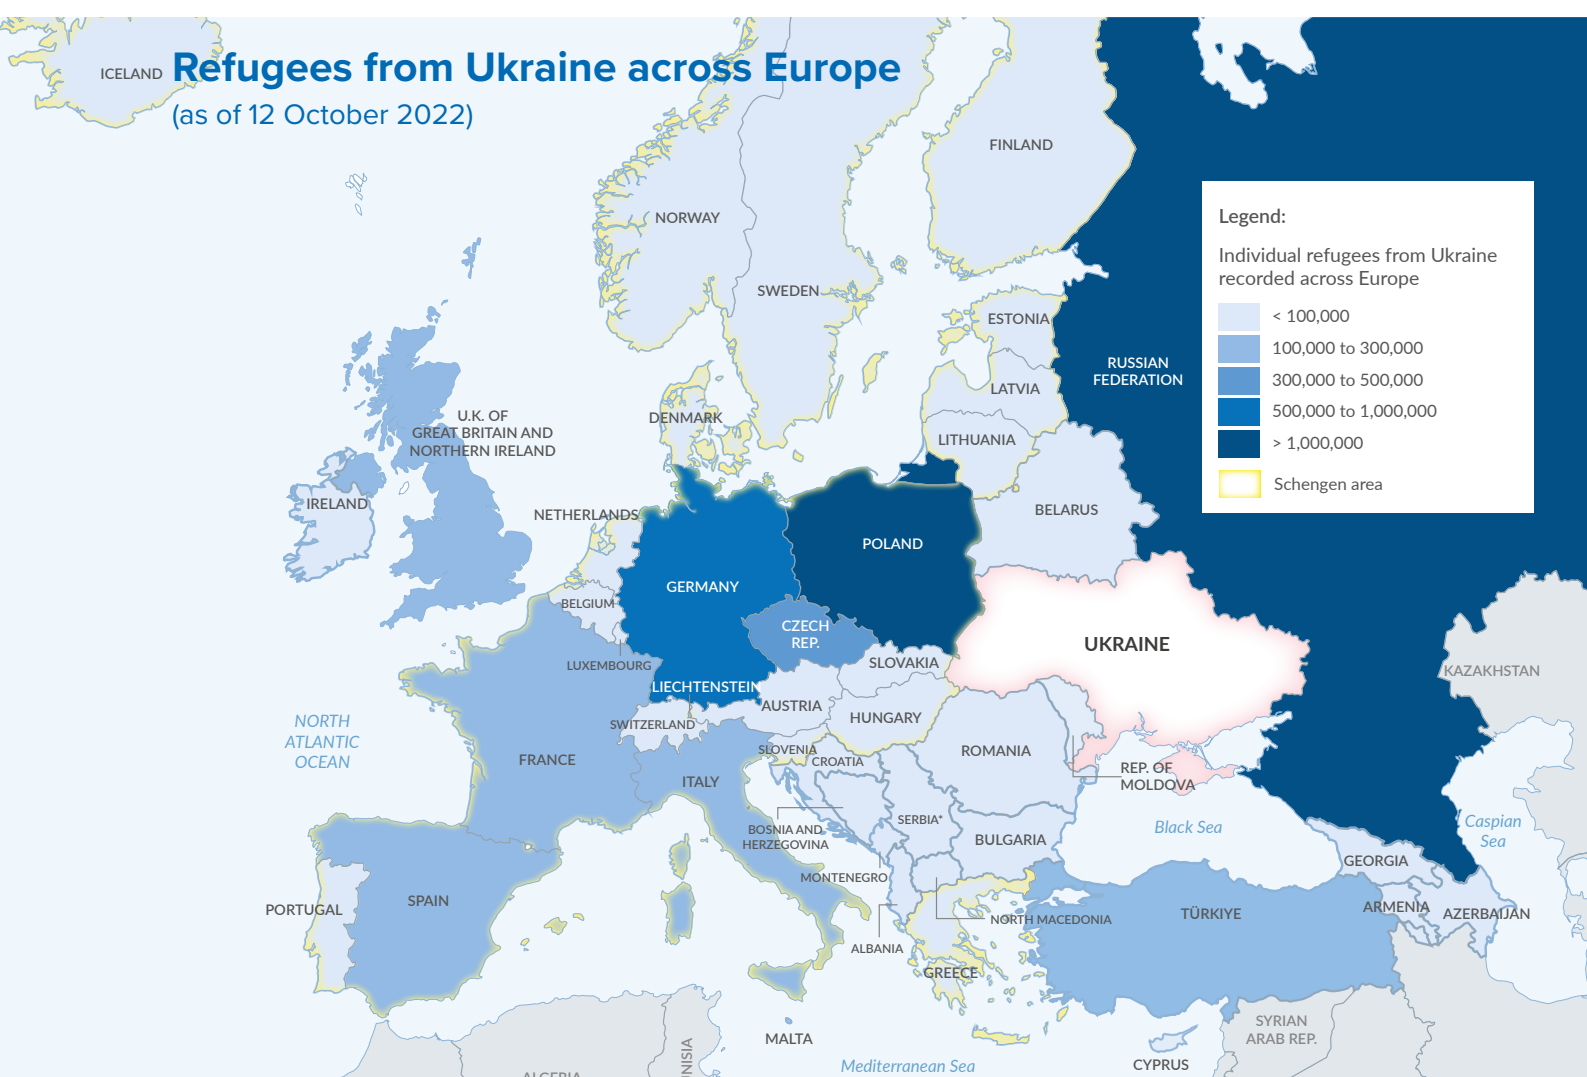 Refugees from Ukraine across Europe
(as of 12 October 2022)
ICELAND
FINLAND
NORWAY
SWEDEN
ESTONIA
LATVIA
LITHUANIA
DENMARK
RUSSIAN
FEDERATION
Legend:
Individual refugees from Ukraine
recorded across Europe
< 100,000
100,000 to 300,000
300,000 to 500,000
500,000 to 1,000,000
> 1,000,000
Schengen area
U.K. OF
GREAT BRITAIN AND
NORTHERN IRELAND
IRELAND
NETHERLANDS
BELARUS
POLAND
GERMANY
BELGIUM
CZECH
REP.
UKRAINE
LUXEMBOURG
SLOVAKIA
KAZAKHSTAN
LIECHTENSTEIN
AUSTRIA
HUNGARY
SWITZERLAND
NORTH
ATLANTIC
OCEAN
FRANCE
SLOVENIA
CROATIA
ROMANIA
REP. OF
MOLDOVA
ITALY
BOSNIA AND
HERZEGOVINA
SERBIA*
BULGARIA
Black Sea
Caspian
Sea
GEORGIA
MONTENEGRO
SPAIN
PORTUGAL
ARMENIA
AZERBAIJAN
TÜRKIYE
NORTH MACEDONIA
ALBANIA
GREECE
SYRIAN
ARAB REP.
MALTA
CYPRUS
Mediterranean Sea
ALGERIA
NISIA